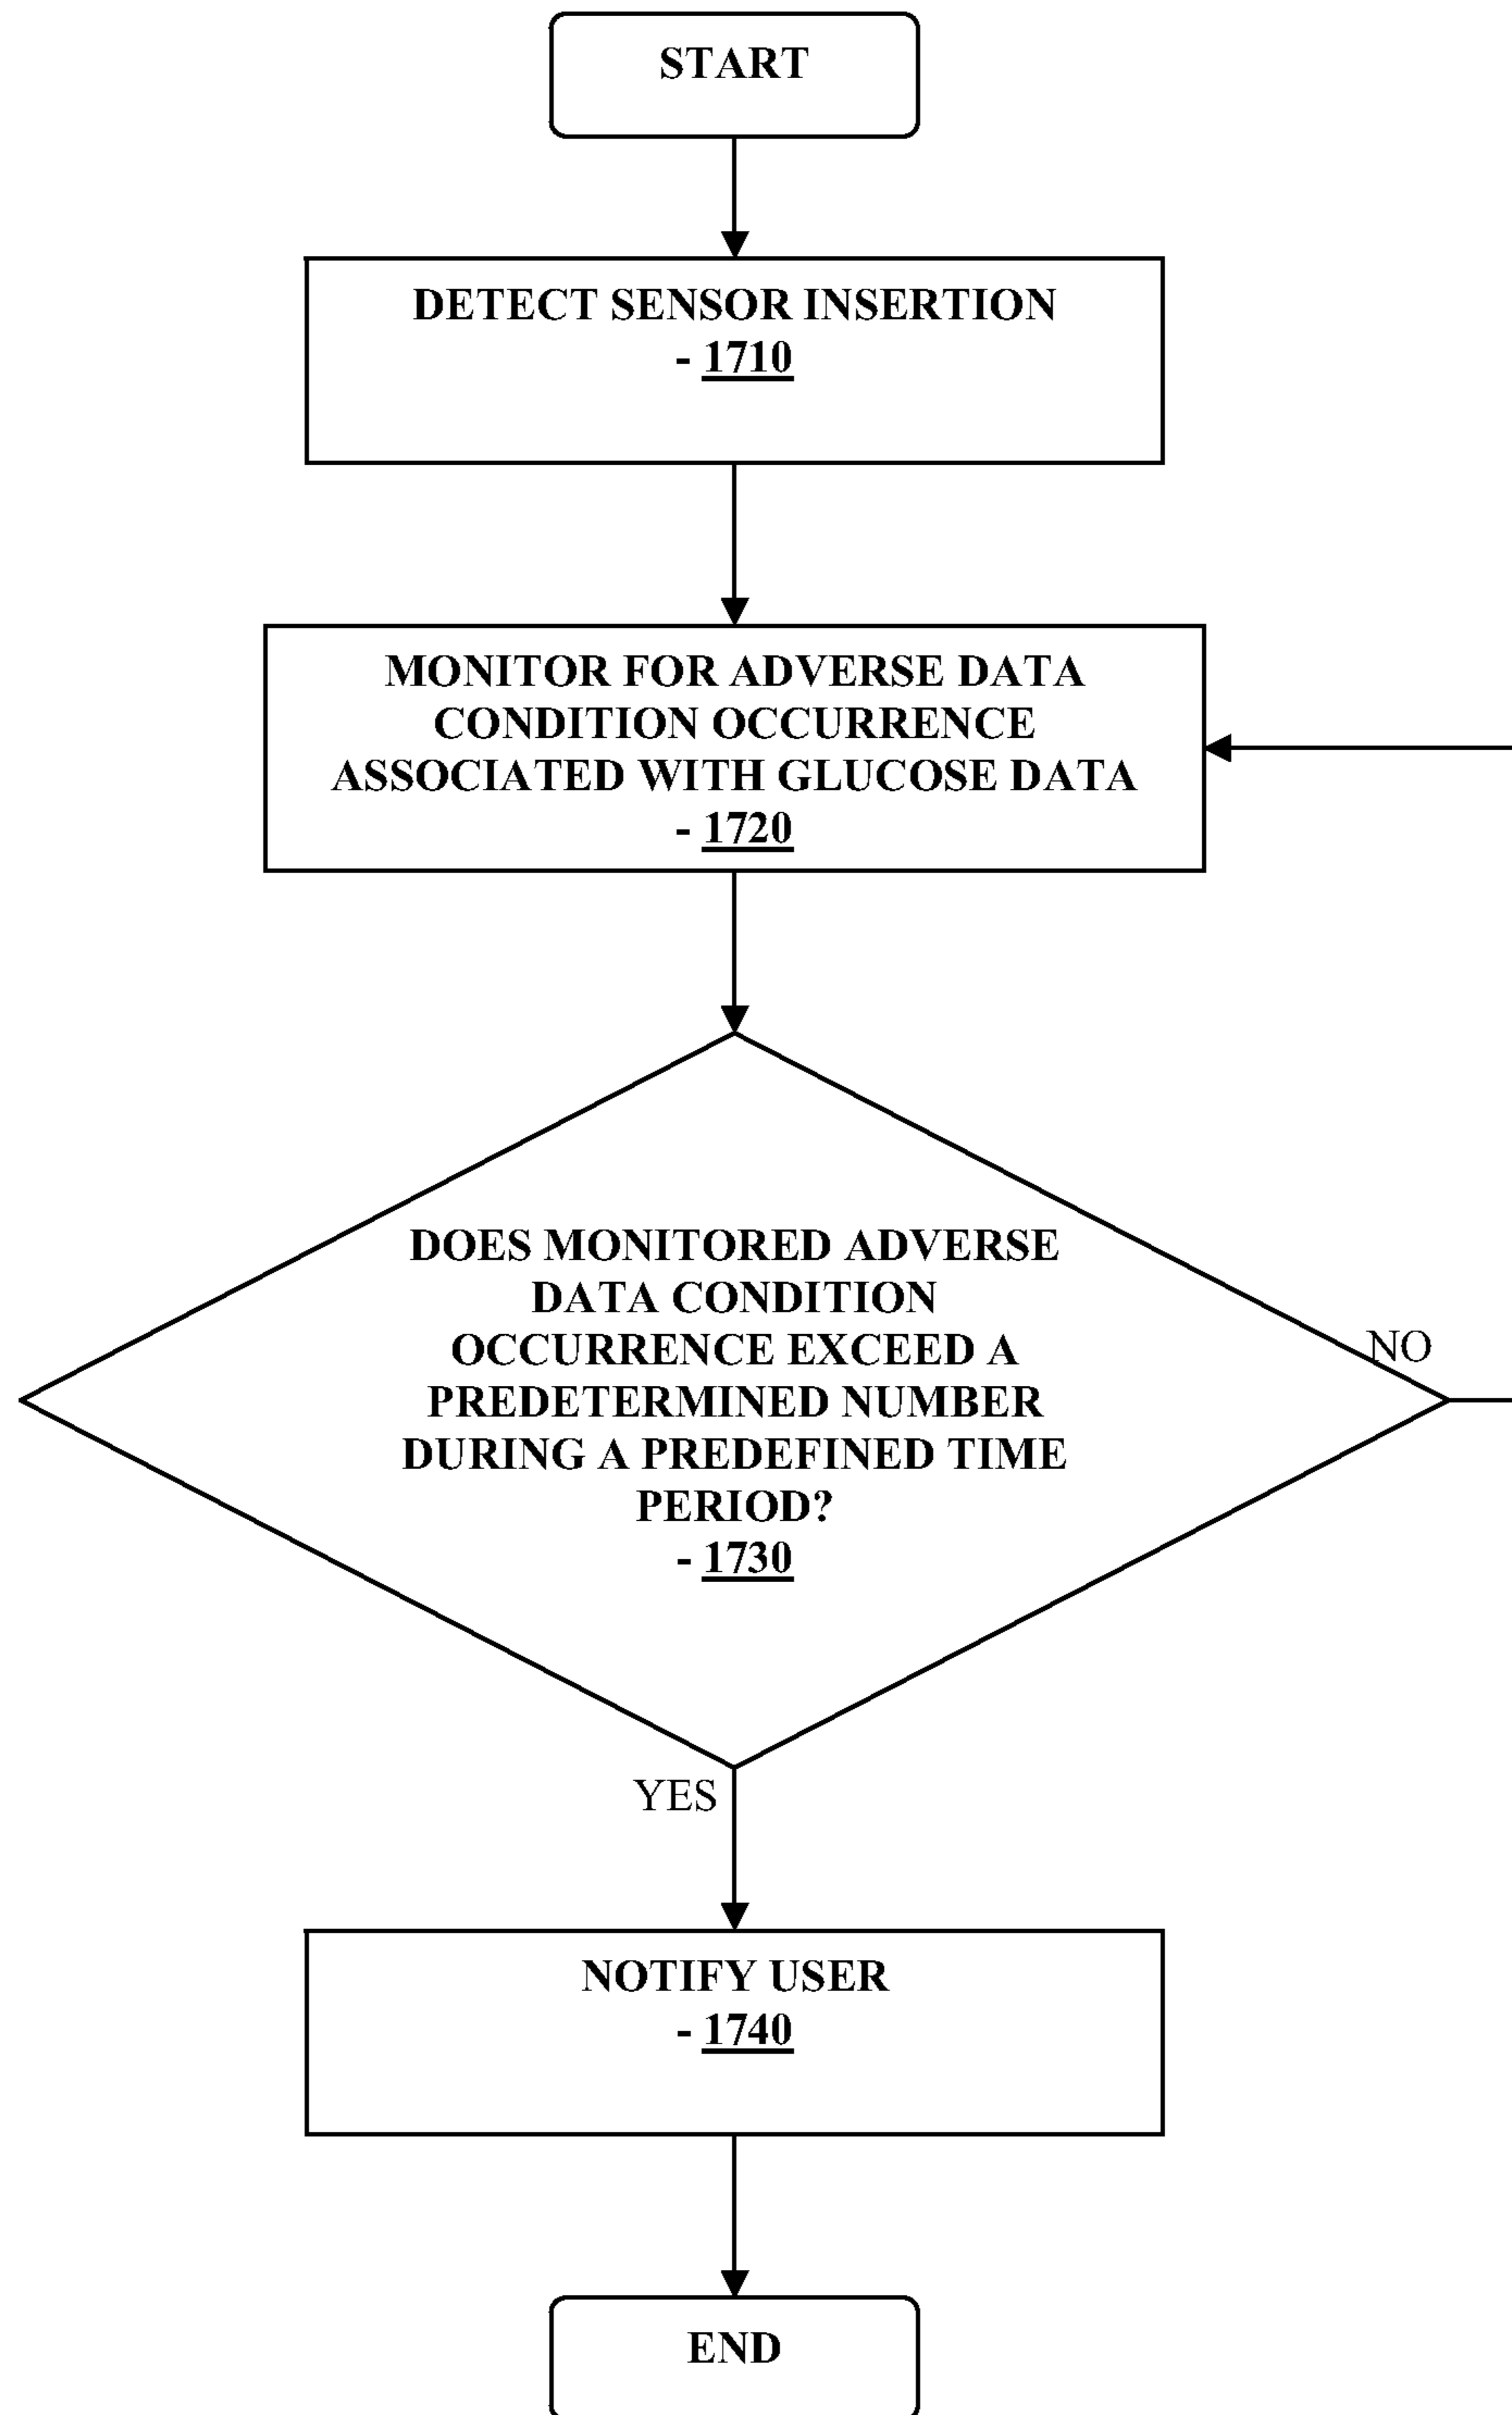 START
DETECT SENSOR INSERTION
- 1710
MONITOR FOR ADVERSE DATA
CONDITION OCCURRENCE
ASSOCIATED WITH GLUCOSE DATA
- 1720
DOES MONITORED ADVERSE
DATA CONDITION
OCCURRENCE EXCEED A
PREDETERMINED NUMBER
DURING A PREDEFINED TIME
PERIOD?
- 1730
NO
YES
NOTIFY USER
- 1740
END